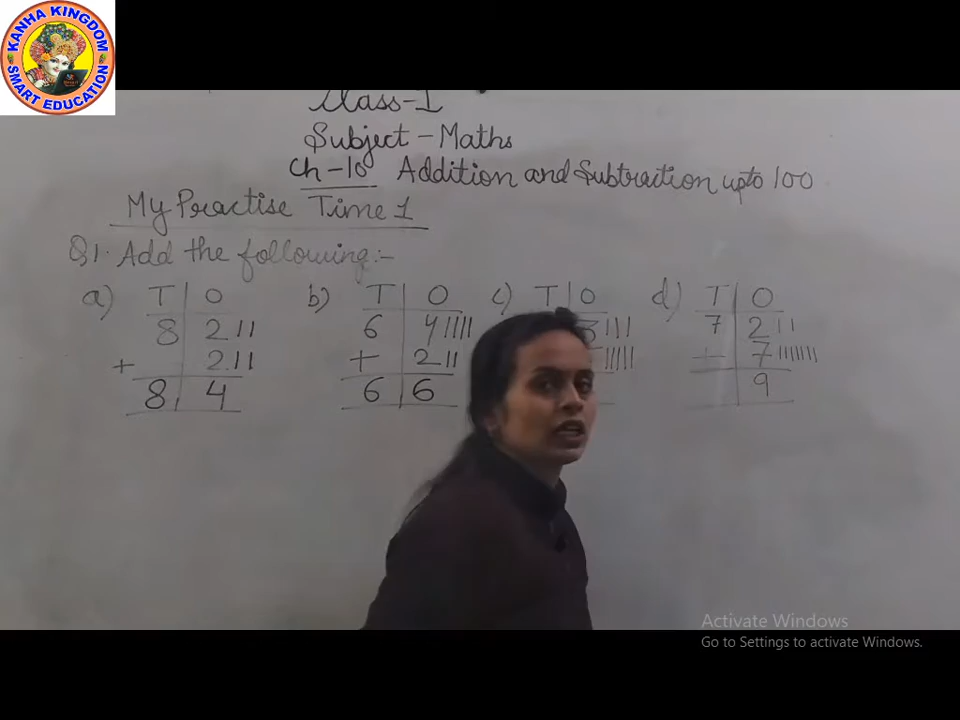 KANHA KINGDOM
SMART EDUCATION
Class-I
Subject - Maths
Ch-10 Addition and Subtraction upto 100
My Practise Time 1
Q1. Add the following:-
a) T O b) T O c) T O d) T O
8 2 6 4 3 7 2
+ 2 + 2 + 7
8 4 6 6 9
Activate Windows
Go to Settings to activate Windows.